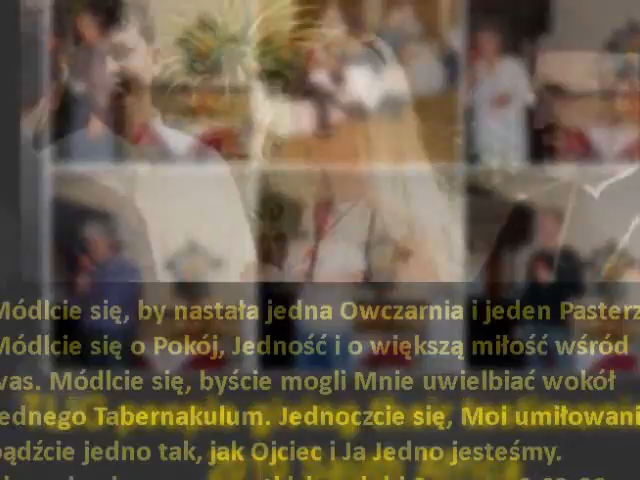 Módlcie się, by nastała jedna Owczarnia i jeden Pasterz
Módlcie się o Pokój, Jedność i o większą miłość wśród
was. Módlcie się, byście mogli Mnie uwielbiać wokół
jednego Tabernakulum. Jednoczcie się, Moi umiłowani
bądźcie jedno tak, jak Ojciec i Ja Jedno jesteśmy.